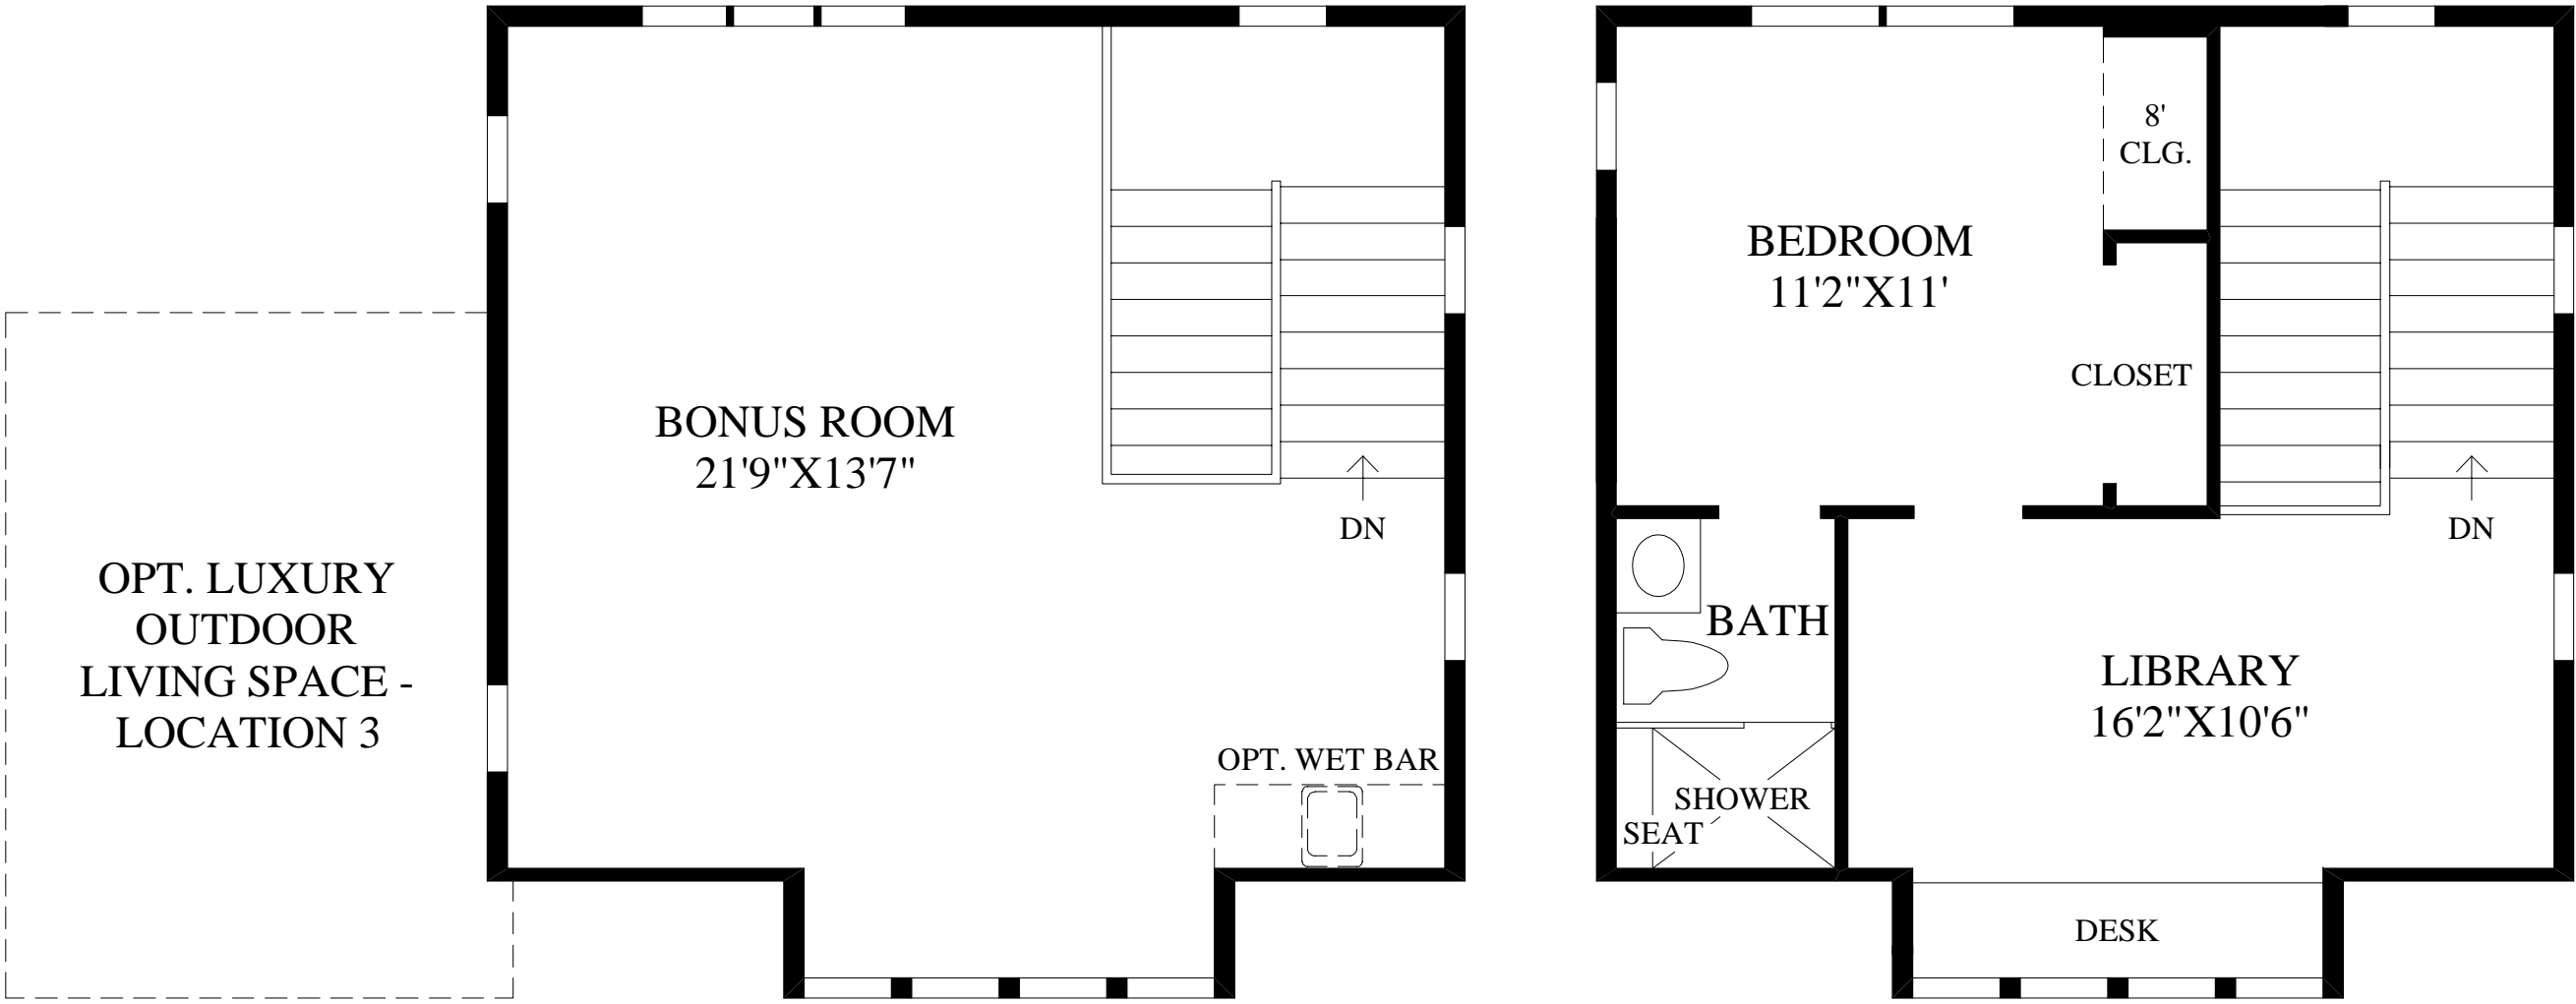 BONUS ROOM
21'9"X13'7"
DN
OPT. LUXURY
OUTDOOR
LIVING SPACE -
LOCATION 3
OPT. WET BAR
8'
CLG.
BEDROOM
11'2"X11'
CLOSET
DN
BATH
LIBRARY
16'2"X10'6"
SHOWER
SEAT
DESK